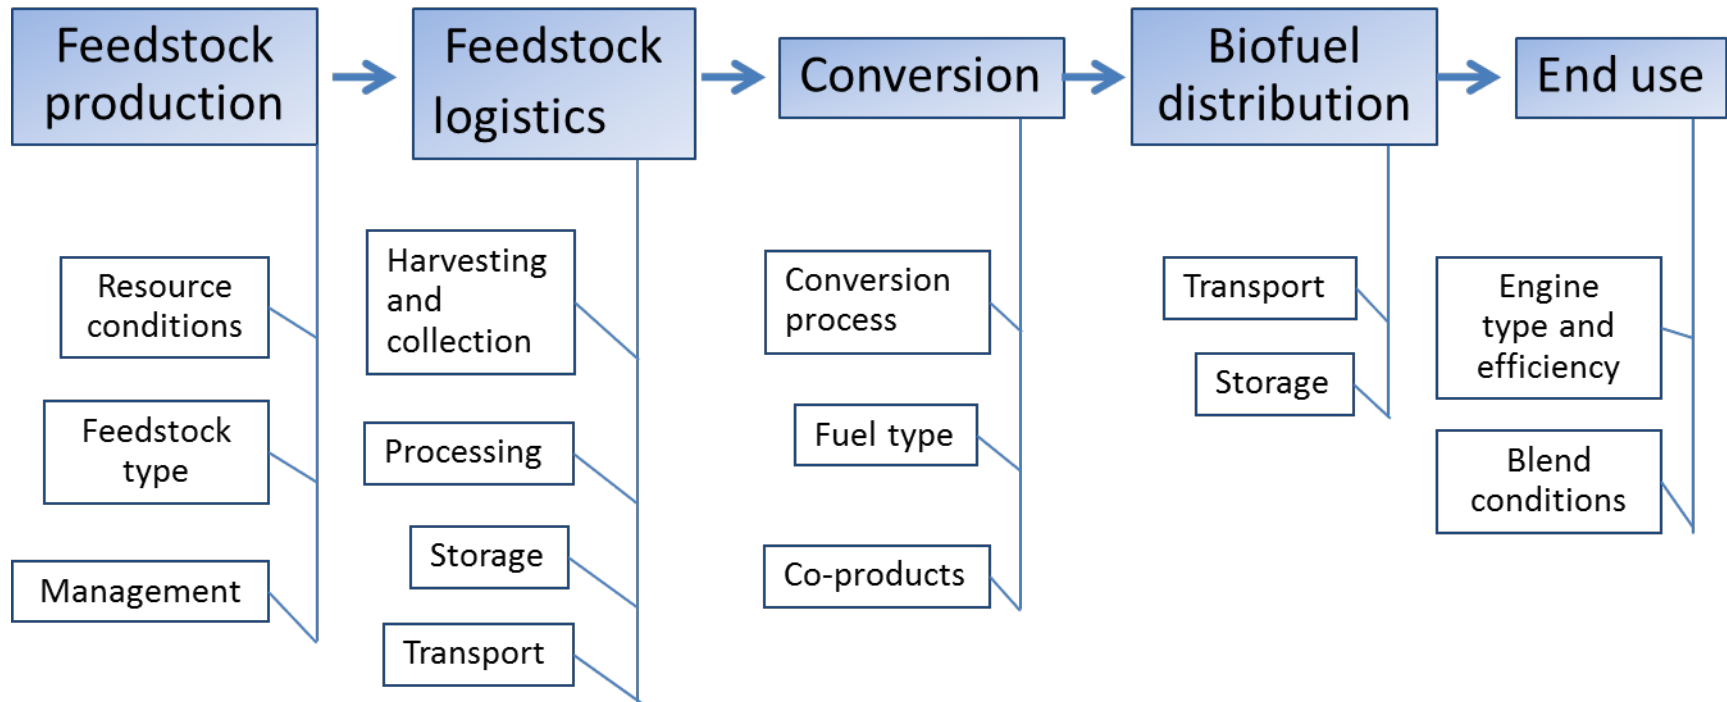 Feedstock
production
Feedstock
logistics
Conversion
Biofuel
distribution
End use
Resource
conditions
Feedstock
type
Management
Harvesting
and
collection
Processing
Storage
Transport
Conversion
process
Fuel type
Co-products
Transport
Storage
Engine
type and
efficiency
Blend
conditions